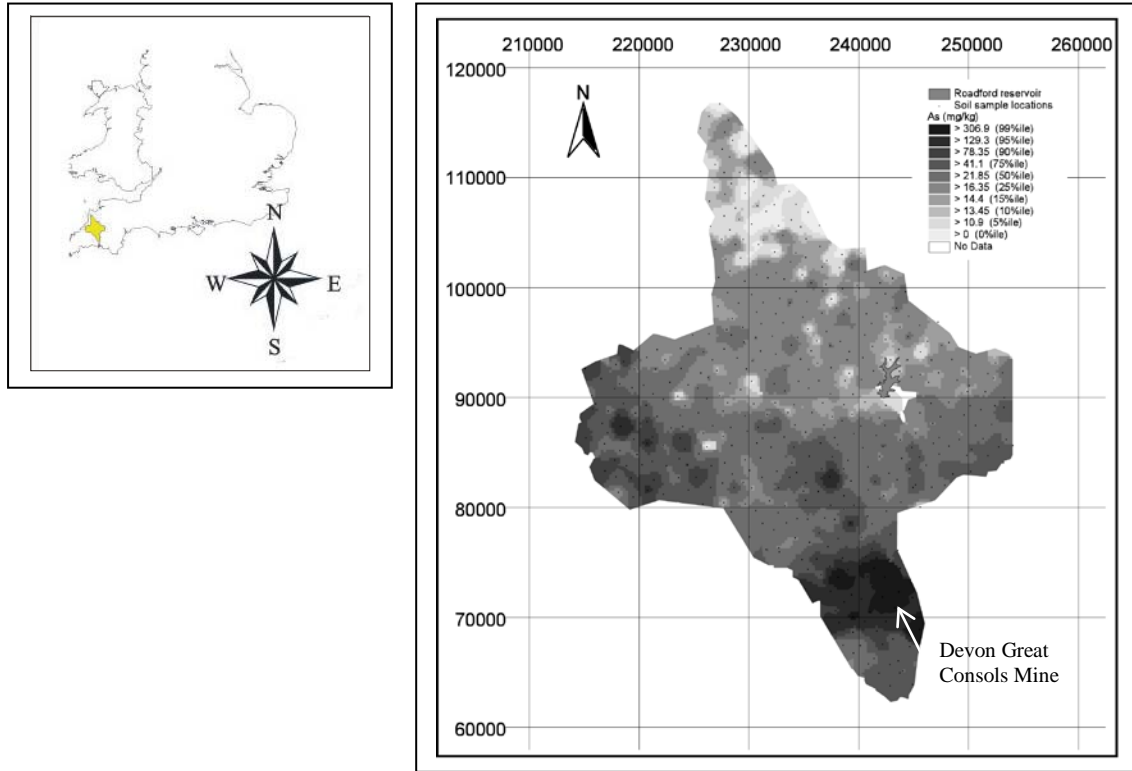 N
W E
S
210000 220000 230000 240000 250000 260000
120000
110000
100000
90000
80000
70000
60000
N
Roadford reservoir
Soil sample locations
As (mg/kg)
> 306.9 (99%ile)
> 129.3 (95%ile)
> 78.35 (90%ile)
> 41.1 (75%ile)
> 21.85 (50%ile)
> 16.35 (25%ile)
> 14.4 (15%ile)
> 13.45 (10%ile)
> 10.9 (5%ile)
> 0 (0%ile)
No Data
Devon Great
Consols Mine